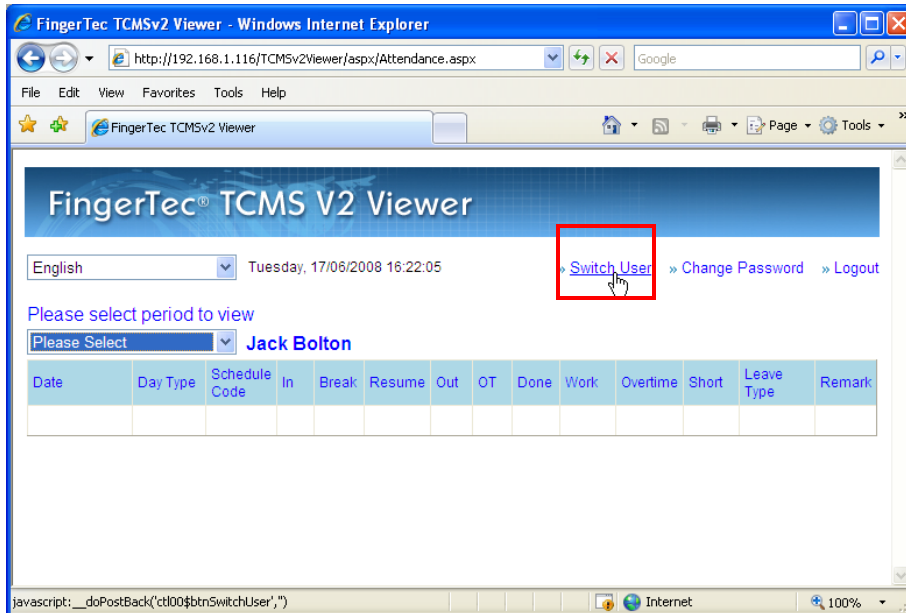 FingerTec TCMSv2 Viewer - Windows Internet Explorer
http://192.168.1.116/TCMSv2Viewer/aspx/Attendance.aspx Google
File Edit View Favorites Tools Help
FingerTec TCMSv2 Viewer Page Tools
FingerTec® TCMS V2 Viewer
English Tuesday, 17/06/2008 16:22:05 » Switch User » Change Password » Logout
Please select period to view
Please Select Jack Bolton
Date Day Type Schedule Code In Break Resume Out OT Done Work Overtime Short Leave Type Remark
javascript:__doPostBack('ctl00$btnSwitchUser','') Internet 100%